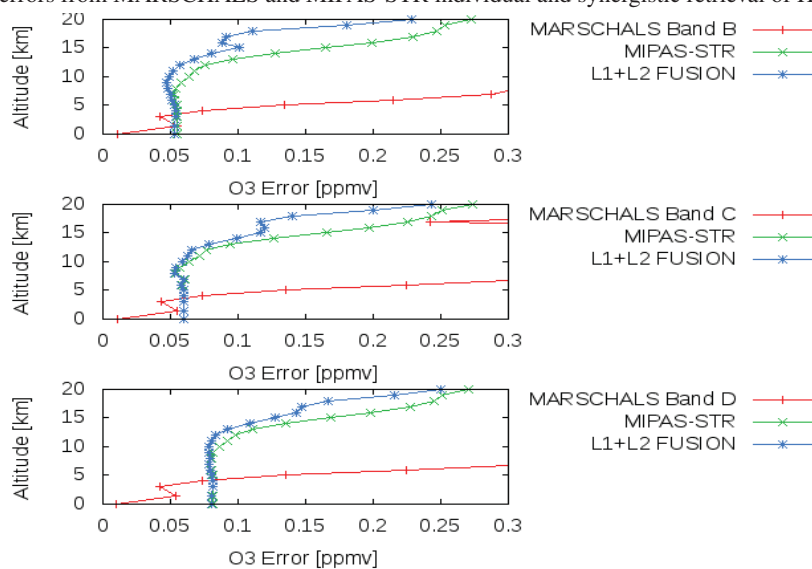 errors from MARSCHALS and MIPAS-STR individual and synergistic retrieval of
20
15
10
5
0
Altitude [km]
0 0.05 0.1 0.15 0.2 0.25 0.3
O3 Error [ppmv]
MARSCHALS Band B
MIPAS-STR
L1+L2 FUSION
20
15
10
5
0
Altitude [km]
0 0.05 0.1 0.15 0.2 0.25 0.3
O3 Error [ppmv]
MARSCHALS Band C
MIPAS-STR
L1+L2 FUSION
20
15
10
5
0
Altitude [km]
0 0.05 0.1 0.15 0.2 0.25 0.3
O3 Error [ppmv]
MARSCHALS Band D
MIPAS-STR
L1+L2 FUSION